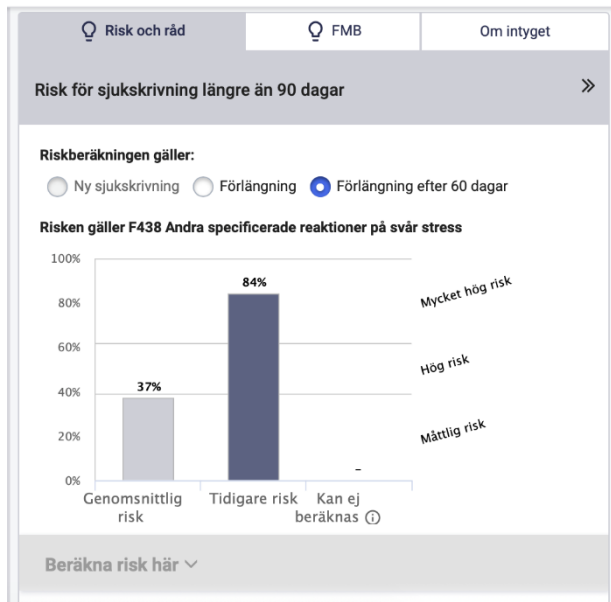 Risk och råd
FMB
Om intyget
Risk för sjukskrivning längre än 90 dagar
Riskberäkningen gäller:
Ny sjukskrivning
Förlängning
Förlängning efter 60 dagar
Risken gäller F438 Andra specificerade reaktioner på svår stress
100%
80%
60%
40%
20%
0%
37%
84%
–
Mycket hög risk
Hög risk
Måttlig risk
Genomsnittlig
risk
Tidigare risk
Kan ej
beräknas
Beräkna risk här